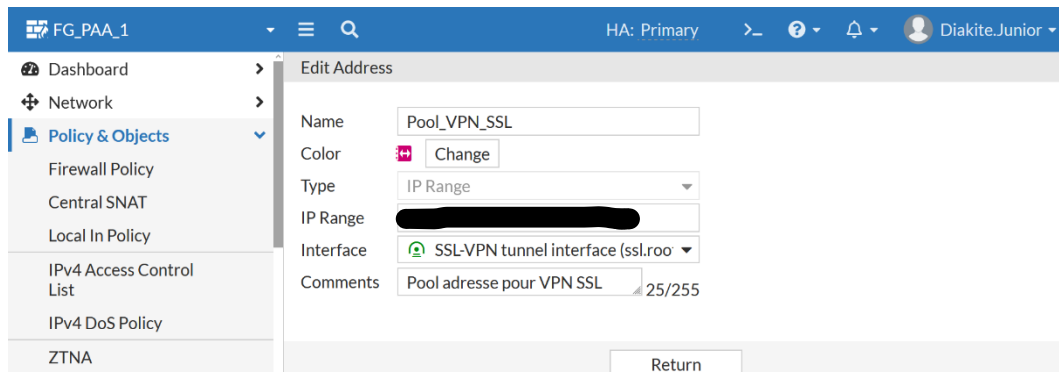 FG_PAA_1
HA: Primary
>_
Diakite.Junior
Dashboard
Network
Policy & Objects
Firewall Policy
Central SNAT
Local In Policy
IPv4 Access Control
List
IPv4 DoS Policy
ZTNA
Edit Address
Name Pool_VPN_SSL
Color Change
Type IP Range
IP Range
Interface SSL-VPN tunnel interface (ssl.roo
Comments Pool adresse pour VPN SSL 25/255
Return